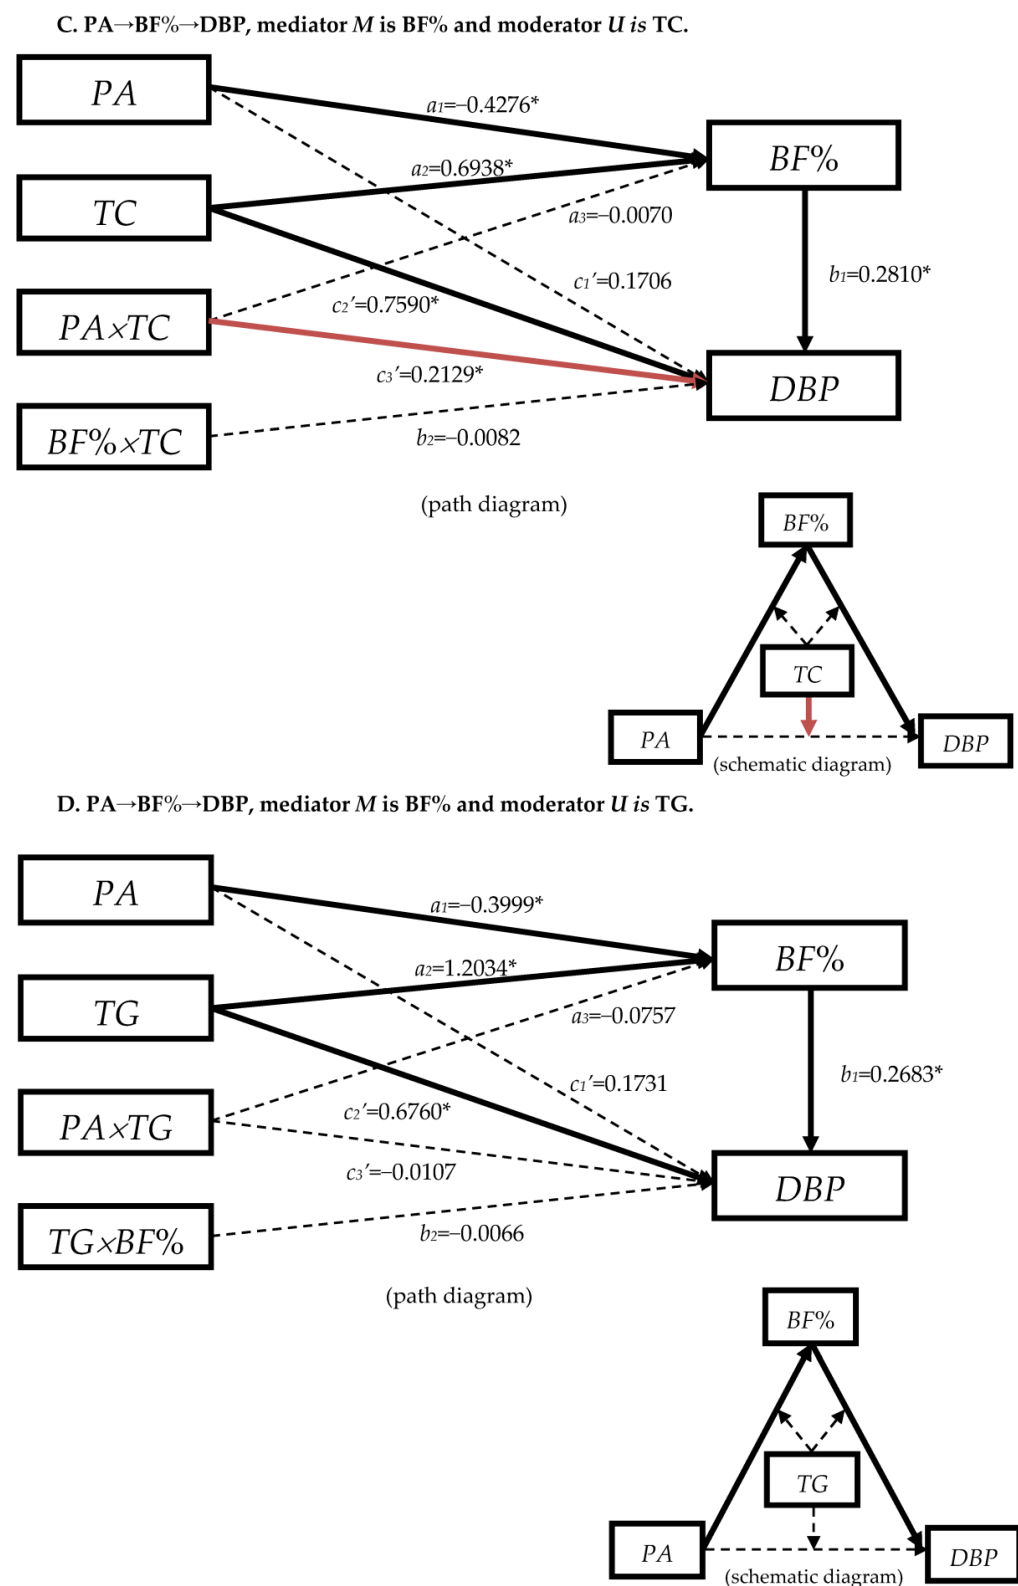 C. PA→BF%→DBP, mediator M is BF% and moderator U is TC.
PA
a1=−0.4276*
BF%
a2=0.6938*
TC
a3=−0.0070
b1=0.2810*
c1′=0.1706
c2′=0.7590*
PA×TC
c3′=0.2129*
DBP
BF%×TC
b2=−0.0082
(path diagram)
BF%
TC
PA
DBP
(schematic diagram)
D. PA→BF%→DBP, mediator M is BF% and moderator U is TG.
PA
a1=−0.3999*
BF%
a2=1.2034*
TG
a3=−0.0757
b1=0.2683*
c1′=0.1731
c2′=0.6760*
PA×TG
c3′=−0.0107
DBP
TG×BF%
b2=−0.0066
(path diagram)
BF%
TG
PA
DBP
(schematic diagram)